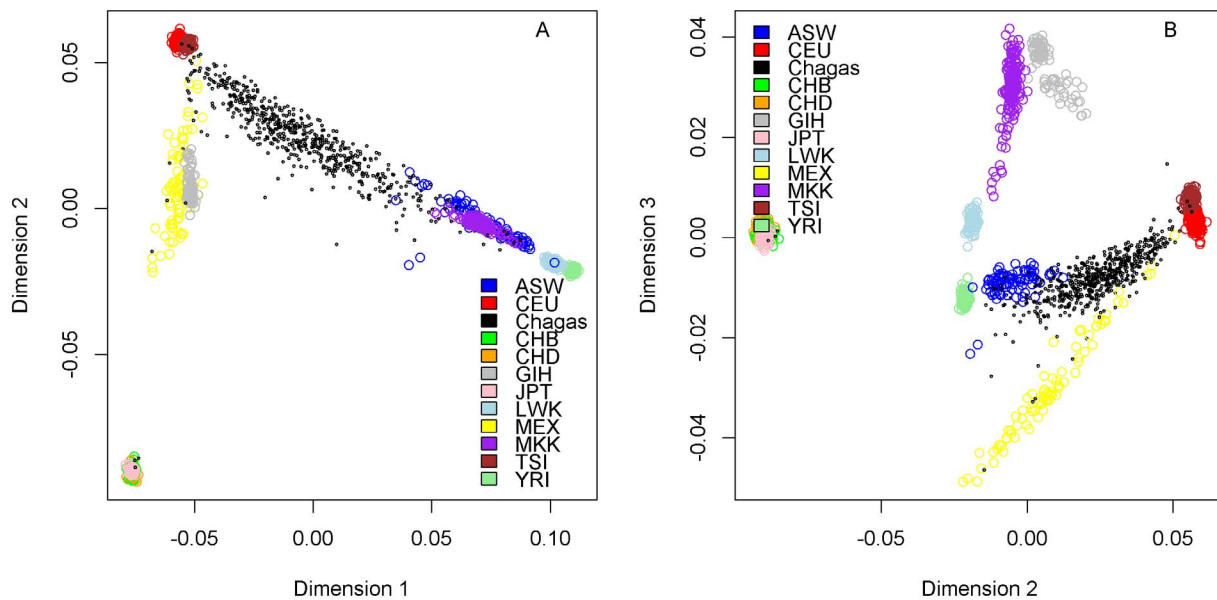 A
Dimension 2
0.05
0.00
-0.05
ASW
CEU
Chagas
CHB
CHD
GIH
JPT
LWK
MEX
MKK
TSI
YRI
-0.05
0.00
0.05
0.10
Dimension 1
B
Dimension 3
0.04
0.02
0.00
-0.02
-0.04
ASW
CEU
Chagas
CHB
CHD
GIH
JPT
LWK
MEX
MKK
TSI
YRI
-0.05
0.00
0.05
Dimension 2